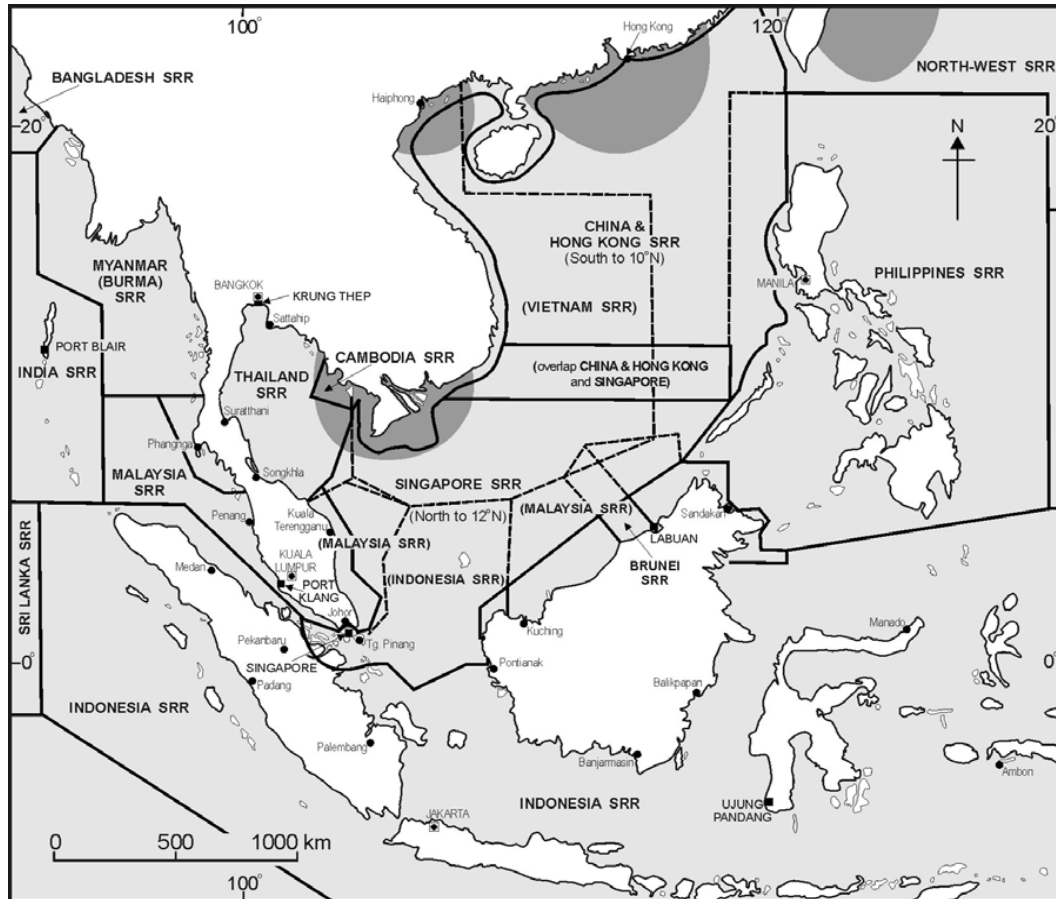 100°
120°
Hong Kong
BANGLADESH SRR
NORTH-WEST SRR
Haiphong
20°
20°
N
CHINA &
HONG KONG SRR
(South to 10°N)
MYANMAR
(BURMA)
SRR
PHILIPPINES SRR
BANGKOK
MANILA
KRUNG THEP
(VIETNAM SRR)
Sattahip
PORT BLAIR
CAMBODIA SRR
INDIA SRR
(overlap CHINA & HONG KONG
and SINGAPORE)
THAILAND
SRR
Suratthani
Phangnga
MALAYSIA
SRR
Songkhla
SINGAPORE SRR
(North to 12°N)
Penang
Kuala
Terengganu
(MALAYSIA SRR)
Sandakan
LABUAN
(MALAYSIA SRR)
KUALA
LUMPUR
Medan
(INDONESIA SRR)
BRUNEI
SRR
PORT
KLANG
SRI LANKA SRR
Johor
Kuching
Manado
Tg. Pinang
Pekanbaru
SINGAPORE
Pontianak
0°
0°
Padang
Balikpapan
INDONESIA SRR
Palembang
Banjarmasin
Ambon
INDONESIA SRR
UJUNG
PANDANG
JAKARTA
0 500 1000 km
100°